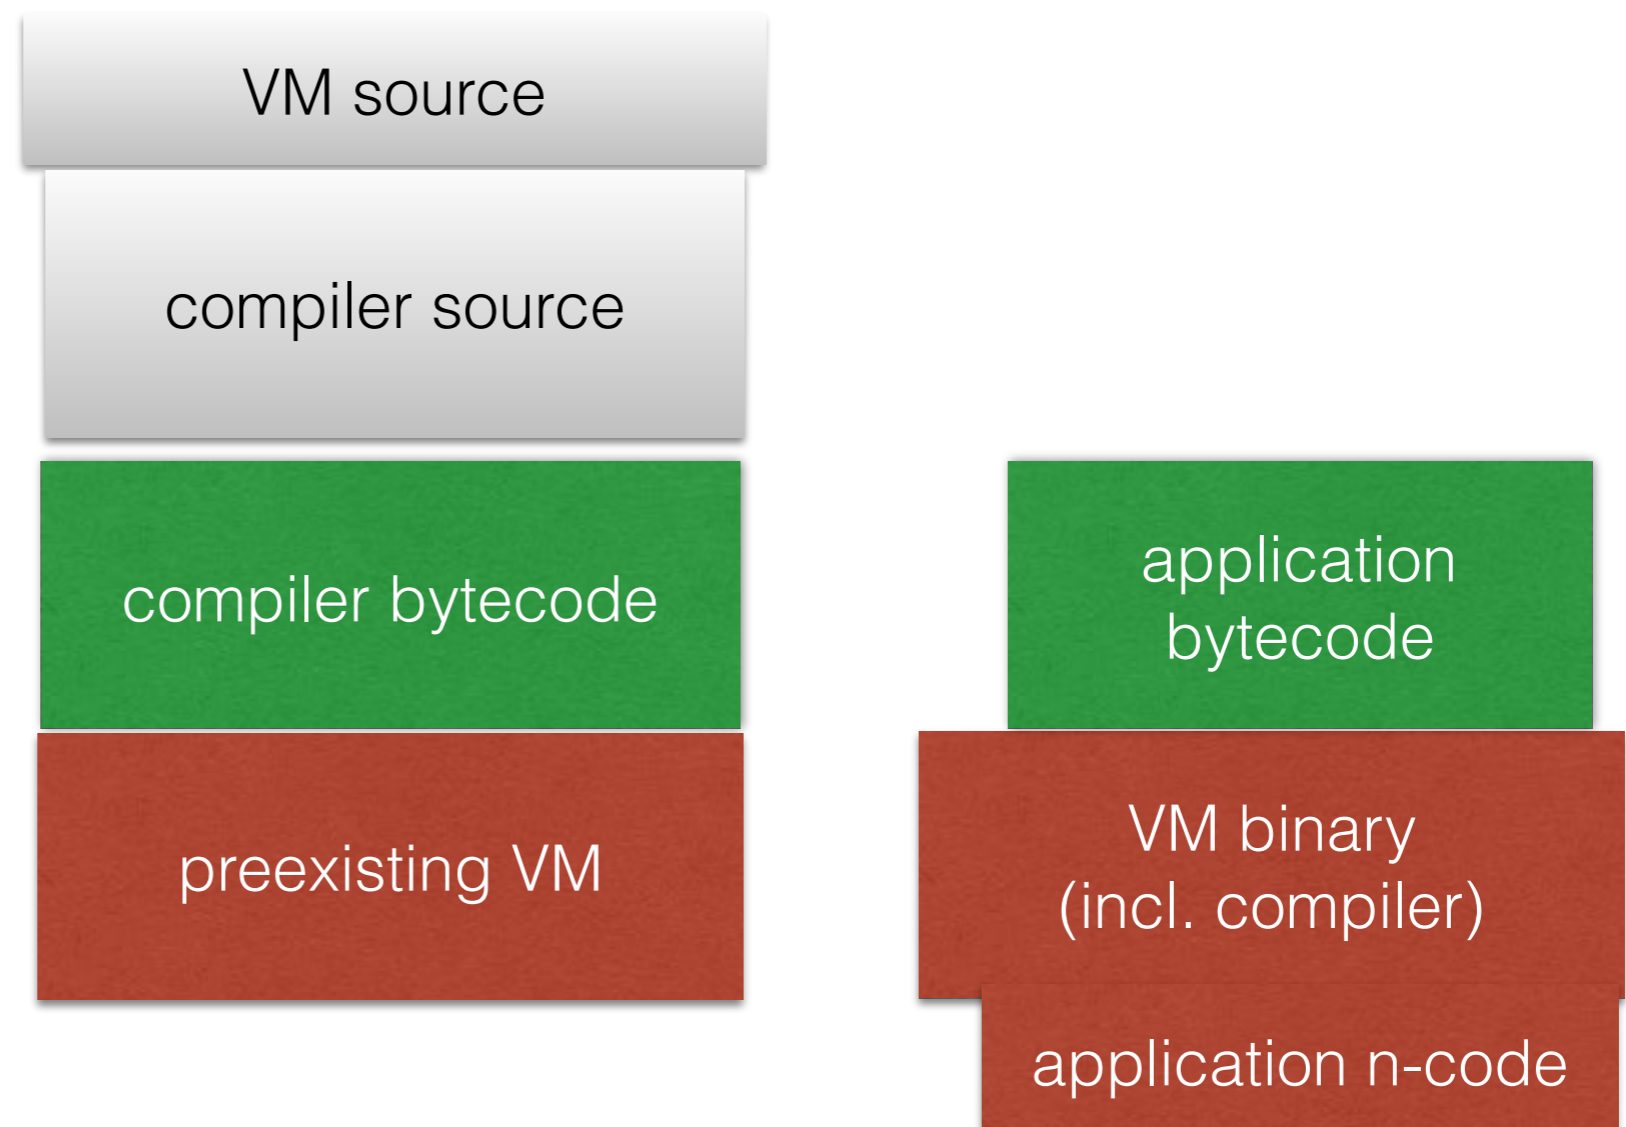 VM source
compiler source
compiler bytecode
preexisting VM
application
bytecode
VM binary
(incl. compiler)
application n-code